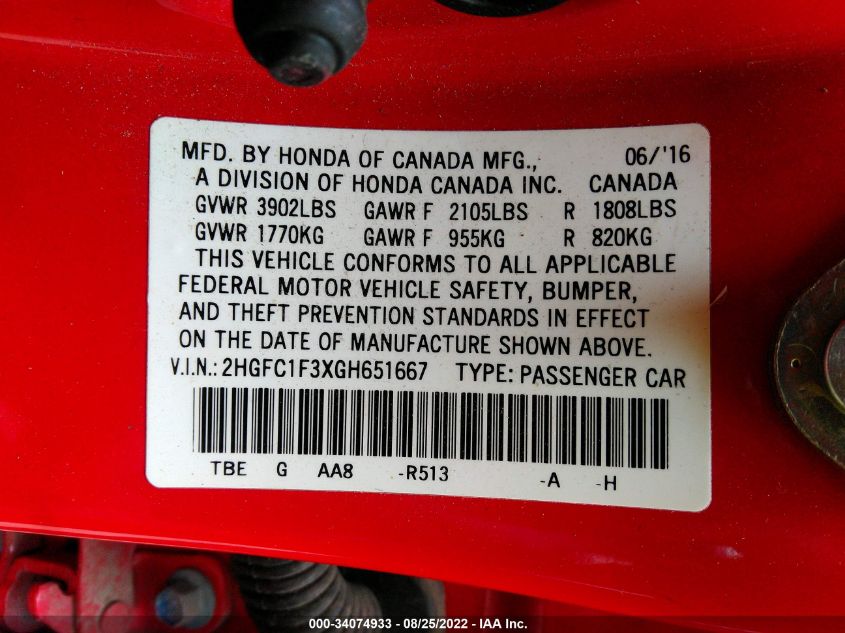 MFD. BY HONDA OF CANADA MFG., 06/'16
A DIVISION OF HONDA CANADA INC. CANADA
GVWR 3902LBS GAWR F 2105LBS R 1808LBS
GVWR 1770KG GAWR F 955KG R 820KG
THIS VEHICLE CONFORMS TO ALL APPLICABLE
FEDERAL MOTOR VEHICLE SAFETY, BUMPER,
AND THEFT PREVENTION STANDARDS IN EFFECT
ON THE DATE OF MANUFACTURE SHOWN ABOVE.
V.I.N.: 2HGFC1F3XGH651667 TYPE: PASSENGER CAR
TBE G AA8 -R513 -A -H
000-34074933 - 08/25/2022 - IAA Inc.